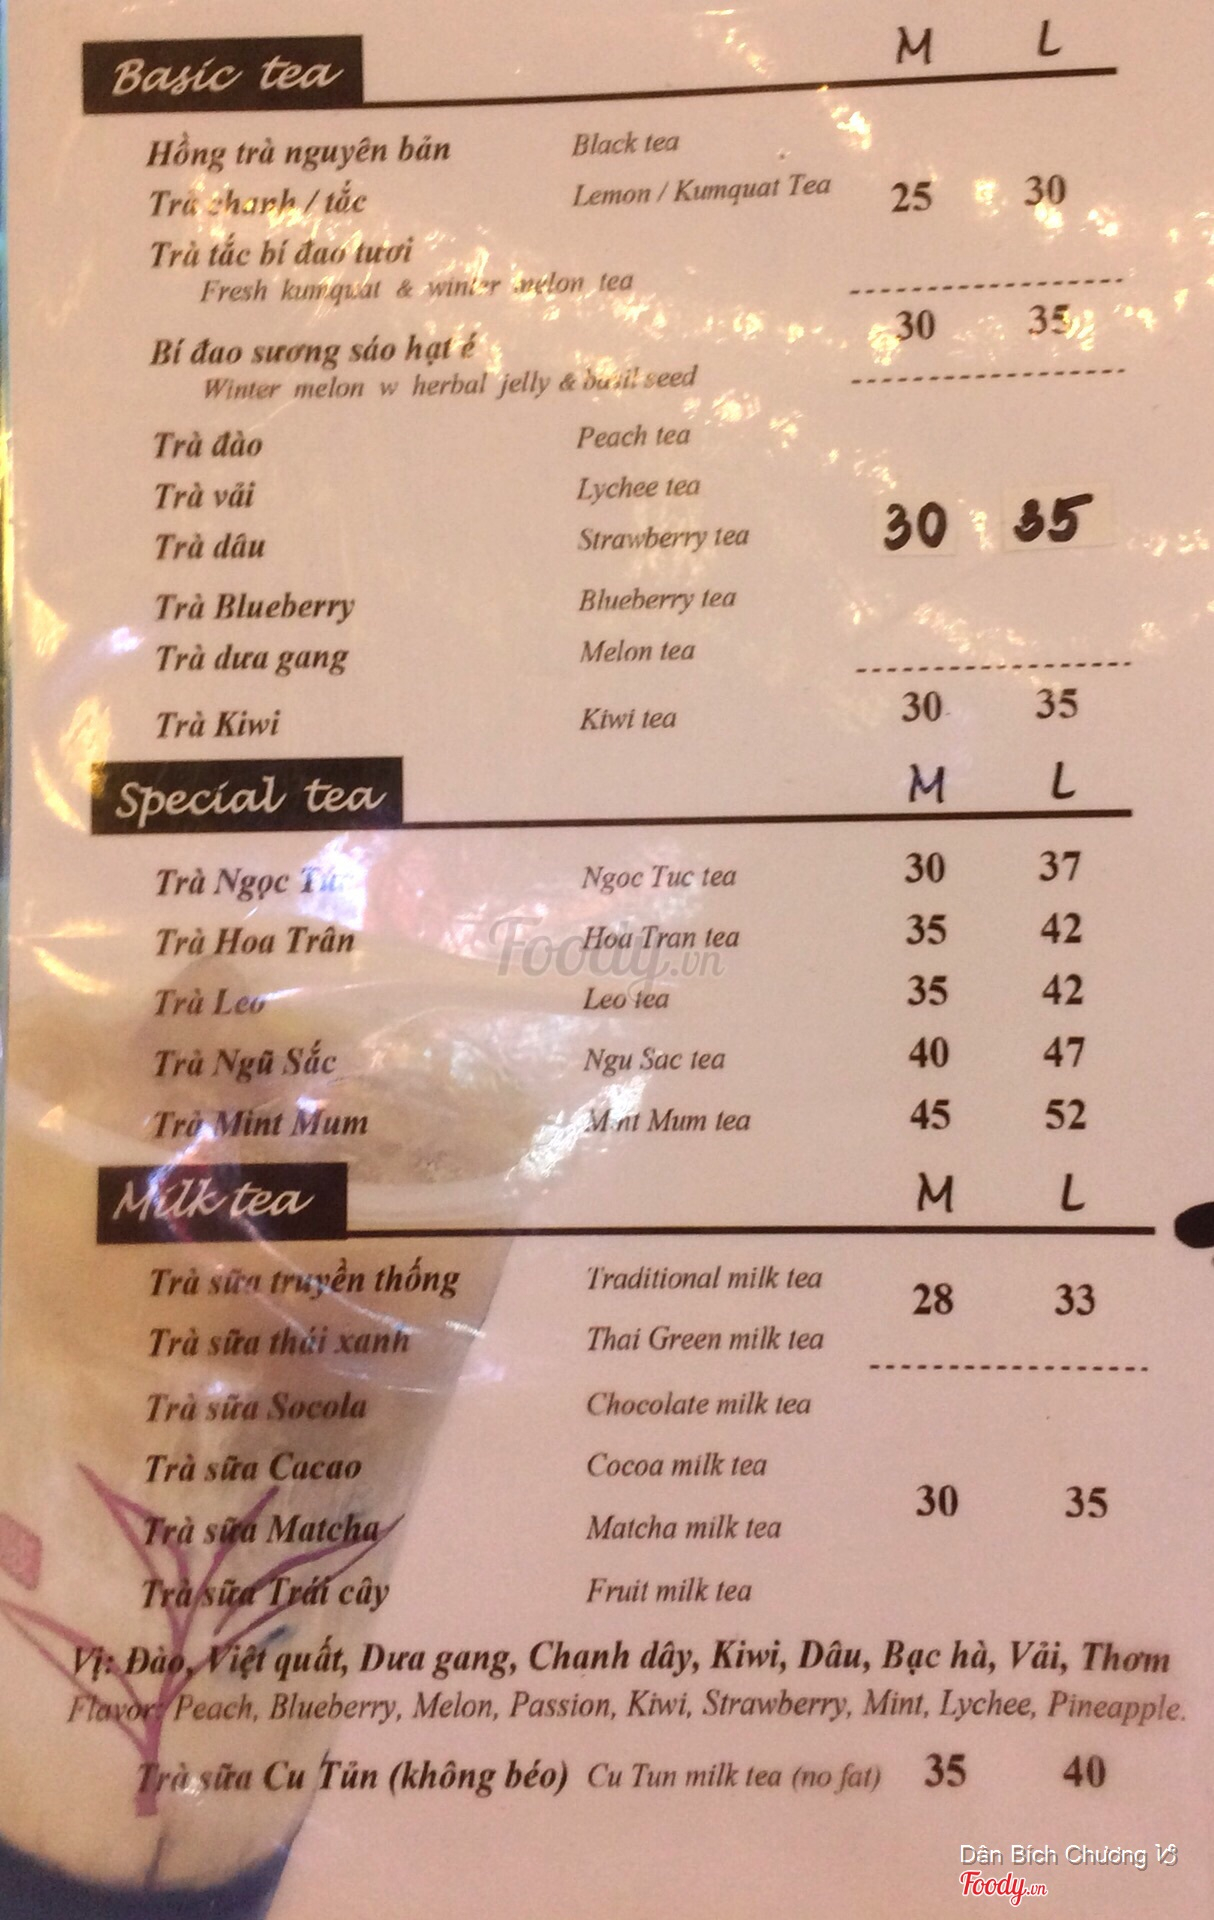 M L
Basic tea
Hồng trà nguyên bản Black tea
Trà chanh / tắc Lemon / Kumquat Tea 25 30
Trà tắc bí đao tươi
Fresh kumquat & winter melon tea
30 35
Bí đao sương sáo hạt é
Winter melon w herbal jelly & basil seed
Trà đào Peach tea
Trà vải Lychee tea
Trà dâu Strawberry tea 30 35
Trà Blueberry Blueberry tea
Trà dưa gang Melon tea
Trà Kiwi Kiwi tea 30 35
Special tea M L
Trà Ngọc Túc Ngoc Tuc tea 30 37
Trà Hoa Trân Hoa Tran tea 35 42
Foody.vn
Trà Leo Leo tea 35 42
Trà Ngũ Sắc Ngu Sac tea 40 47
Trà Mint Mum Mint Mum tea 45 52
Milk tea M L
Trà sữa truyền thống Traditional milk tea 28 33
Trà sữa thái xanh Thai Green milk tea
Trà sữa Socola Chocolate milk tea
Trà sữa Cacao Cocoa milk tea
30 35
Trà sữa Matcha Matcha milk tea
Trà sữa Trái cây Fruit milk tea
Vị: Đào, Việt quất, Dưa gang, Chanh dây, Kiwi, Dâu, Bạc hà, Vải, Thơm
Flavor: Peach, Blueberry, Melon, Passion, Kiwi, Strawberry, Mint, Lychee, Pineapple.
Trà sữa Cu Tủn (không béo) Cu Tun milk tea (no fat) 35 40
Dân Bích Chương
Foody.vn